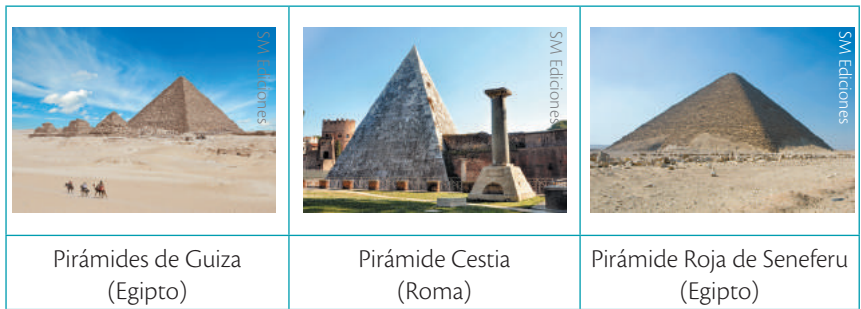 SM Ediciones
SM Ediciones
SM Ediciones
Pirámides de Guiza
(Egipto)
Pirámide Cestia
(Roma)
Pirámide Roja de Seneferu
(Egipto)